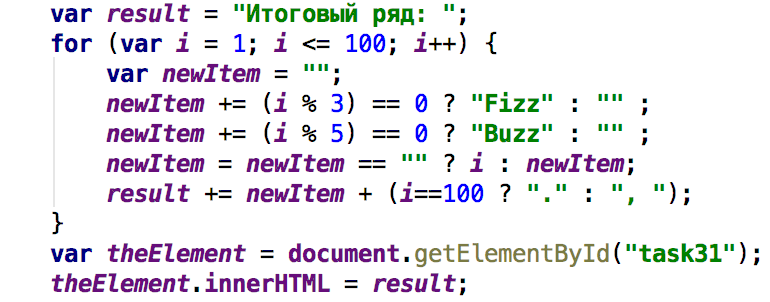 var result = "Итоговый ряд: ";
for (var i = 1; i <= 100; i++) {
    var newItem = "";
    newItem += (i % 3) == 0 ? "Fizz" : "" ;
    newItem += (i % 5) == 0 ? "Buzz" : "" ;
    newItem = newItem == "" ? i : newItem;
    result += newItem + (i==100 ? "." : ", ");
}
var theElement = document.getElementById("task31");
theElement.innerHTML = result;